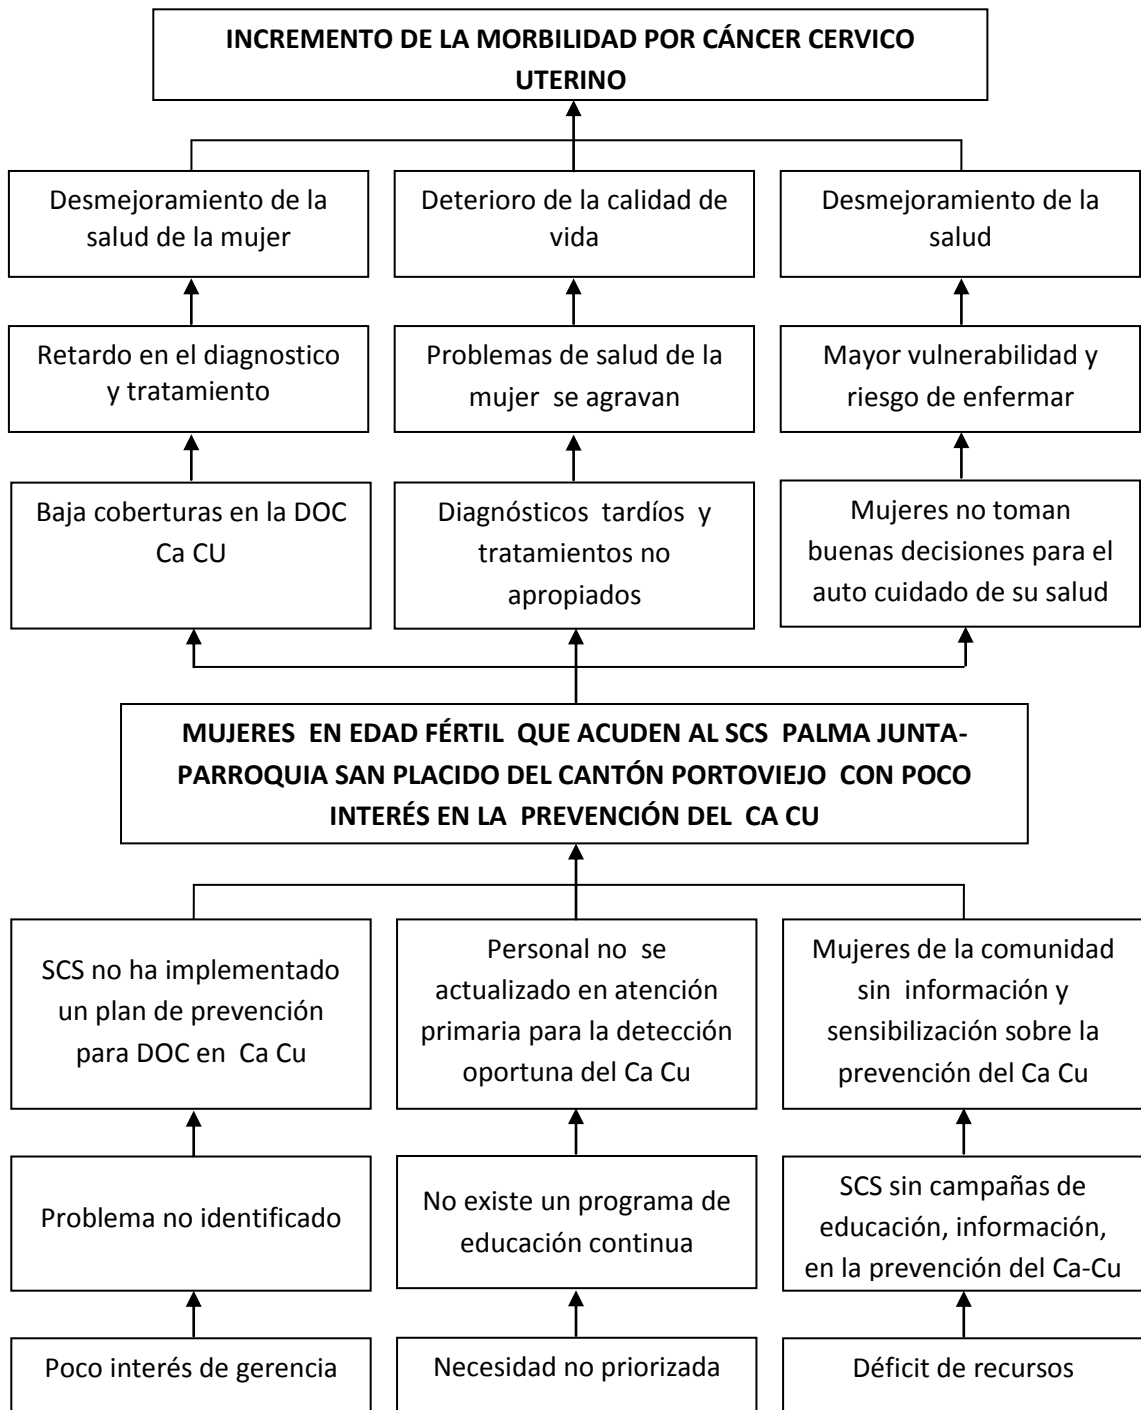 INCREMENTO DE LA MORBILIDAD POR CÁNCER CERVICO
UTERINO
Desmejoramiento de la
salud de la mujer
Deterioro de la calidad de
vida
Desmejoramiento de la
salud
Retardo en el diagnostico
y tratamiento
Problemas de salud de la
mujer se agravan
Mayor vulnerabilidad y
riesgo de enfermar
Baja coberturas en la DOC
Ca CU
Diagnósticos tardíos y
tratamientos no
apropiados
Mujeres no toman
buenas decisiones para el
auto cuidado de su salud
MUJERES EN EDAD FÉRTIL QUE ACUDEN AL SCS PALMA JUNTA-
PARROQUIA SAN PLACIDO DEL CANTÓN PORTOVIEJO CON POCO
INTERÉS EN LA PREVENCIÓN DEL CA CU
SCS no ha implementado
un plan de prevención
para DOC en Ca Cu
Personal no se
actualizado en atención
primaria para la detección
oportuna del Ca Cu
Mujeres de la comunidad
sin información y
sensibilización sobre la
prevención del Ca Cu
Problema no identificado
No existe un programa de
educación continua
SCS sin campañas de
educación, información,
en la prevención del Ca-Cu
Poco interés de gerencia
Necesidad no priorizada
Déficit de recursos